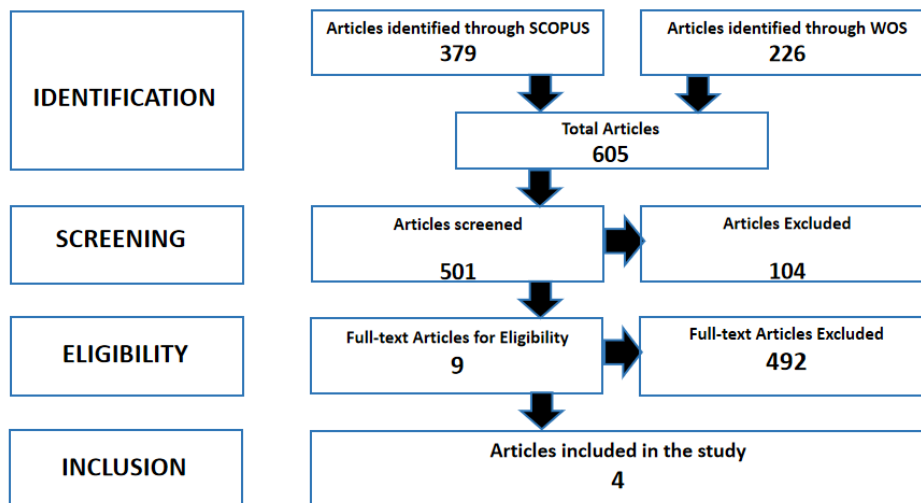 Articles identified through SCOPUS
379
Articles identified through WOS
226
IDENTIFICATION
Total Articles
605
SCREENING
Articles screened
501
Articles Excluded
104
ELIGIBILITY
Full-text Articles for Eligibility
9
Full-text Articles Excluded
492
INCLUSION
Articles included in the study
4